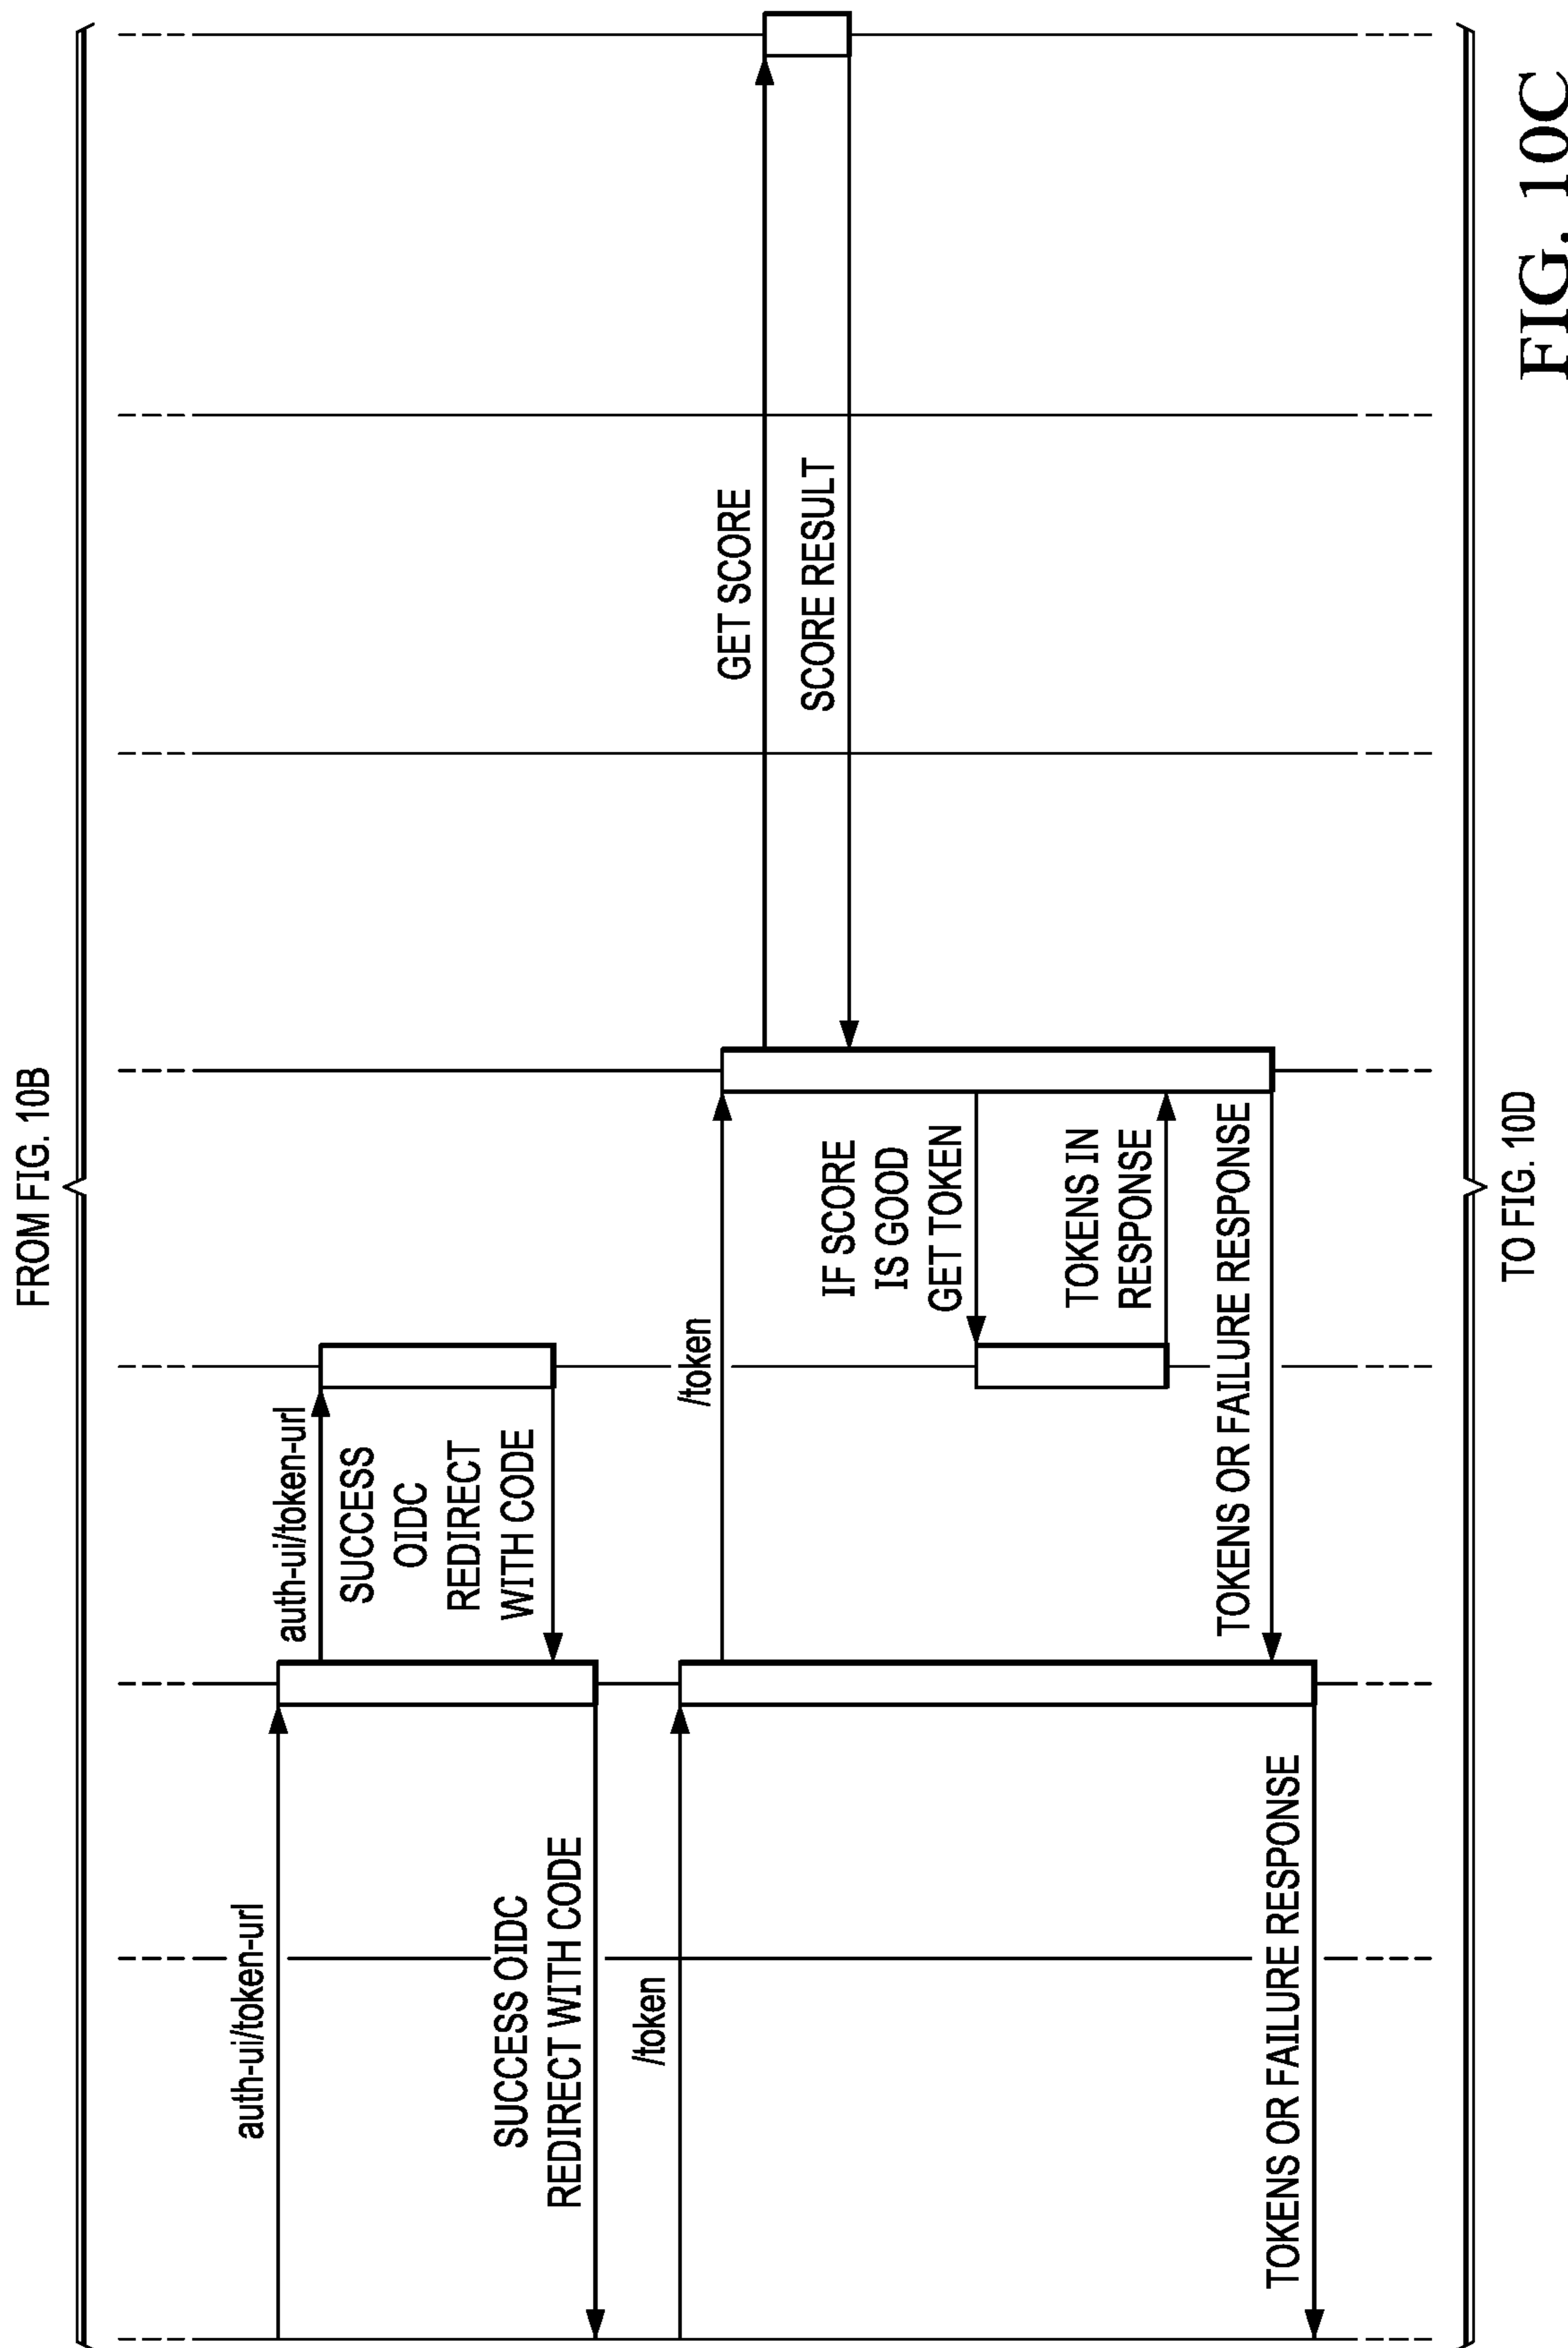 FROM FIG. 10B
auth-ui/token-url
auth-ui/token-url
SUCCESS
OIDC
REDIRECT
WITH CODE
SUCCESS OIDC
REDIRECT WITH CODE
/token
/token
GET SCORE
SCORE RESULT
IF SCORE
IS GOOD
GET TOKEN
TOKENS IN
RESPONSE
TOKENS OR FAILURE RESPONSE
TOKENS OR FAILURE RESPONSE
TO FIG. 10D
FIG. 10C